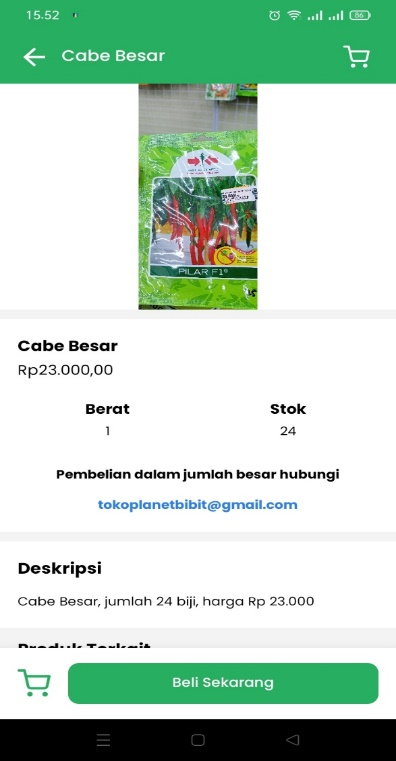 15.52
86
Cabe Besar
PILAR F1®
Cabe Besar
Rp23.000,00
Berat
Stok
1
24
Pembelian dalam jumlah besar hubungi
tokoplanetbibit@gmail.com
Deskripsi
Cabe Besar, jumlah 24 biji, harga Rp 23.000
Produk Terkait
Beli Sekarang